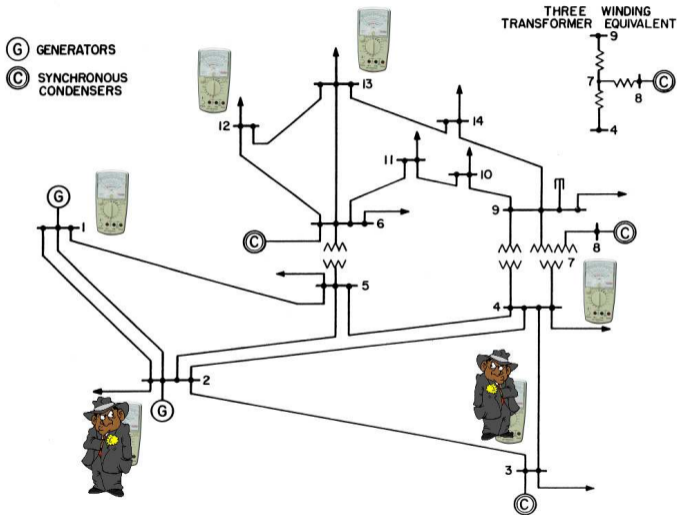 THREE WINDING
TRANSFORMER EQUIVALENT
9
7
C
8
4
G GENERATORS
C SYNCHRONOUS
CONDENSERS
13
12
14
11
10
G
1
9
6
C
C
8
7
5
4
2
G
3
C